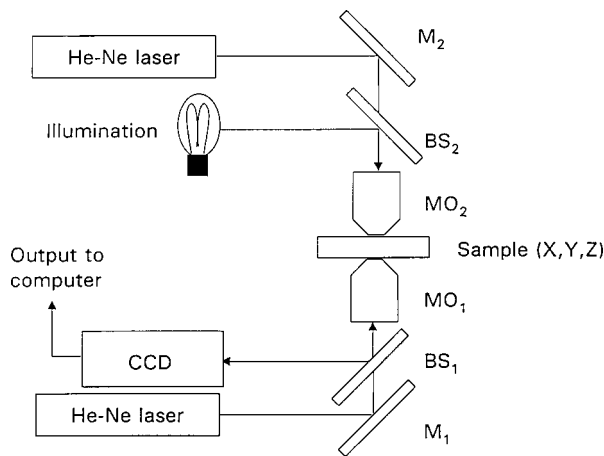 M₂
He-Ne laser
Illumination
BS₂
MO₂
Sample (X,Y,Z)
Output to
computer
MO₁
CCD
BS₁
He-Ne laser
M₁